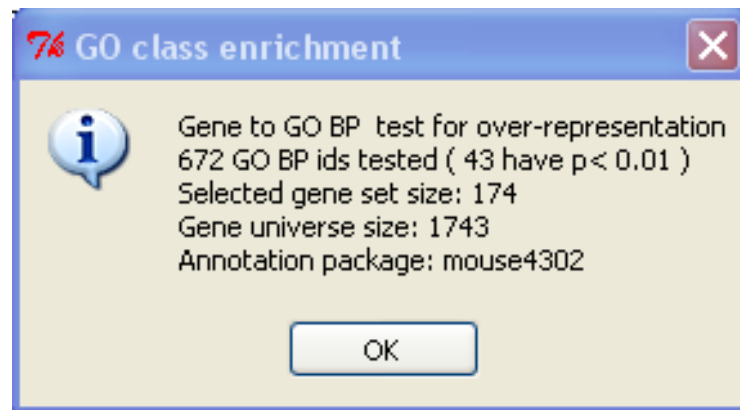 7% GO class enrichment
Gene to GO BP  test for over-representation
672 GO BP ids tested ( 43 have p< 0.01 )
Selected gene set size: 174
Gene universe size: 1743
Annotation package: mouse4302
OK